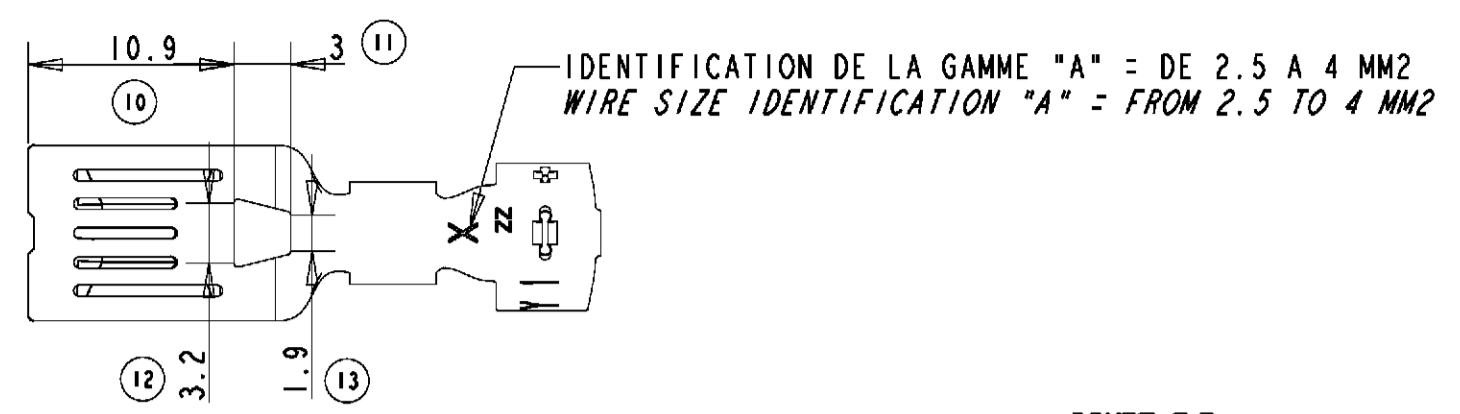 10.9
3
11
10
IDENTIFICATION DE LA GAMME "A" = DE 2.5 A 4 MM2
WIRE SIZE IDENTIFICATION "A" = FROM 2.5 TO 4 MM2
X
ZZ
12
3.2
1.9
13